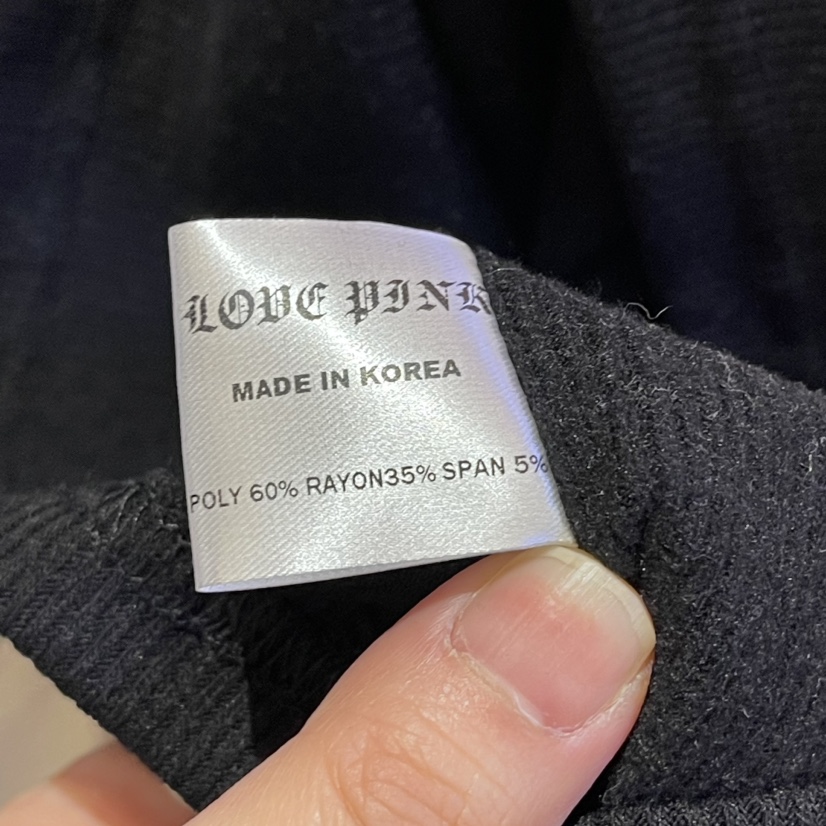 LOVE PINK
MADE IN KOREA
POLY 60% RAYON35% SPAN 5%